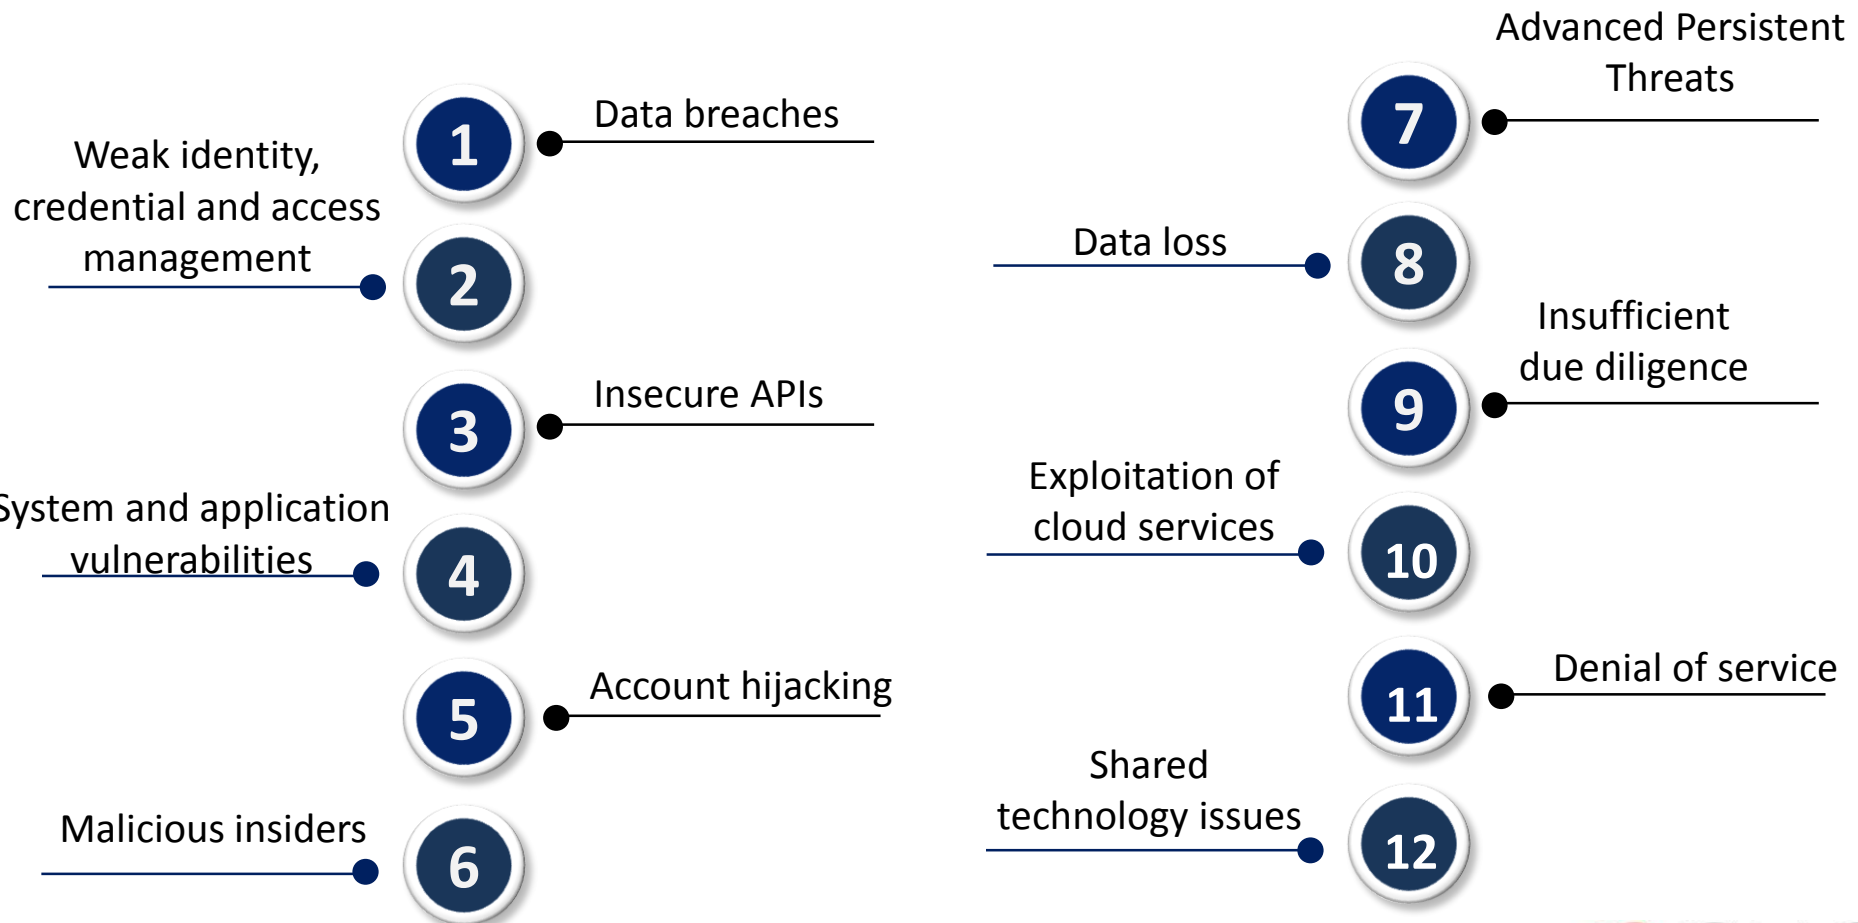 1
Data breaches
Weak identity,
credential and access
management
2
3
Insecure APIs
System and application
vulnerabilities
4
5
Account hijacking
Malicious insiders
6
Advanced Persistent
Threats
7
Data loss
8
Insufficient
due diligence
9
Exploitation of
cloud services
10
11
Denial of service
Shared
technology issues
12